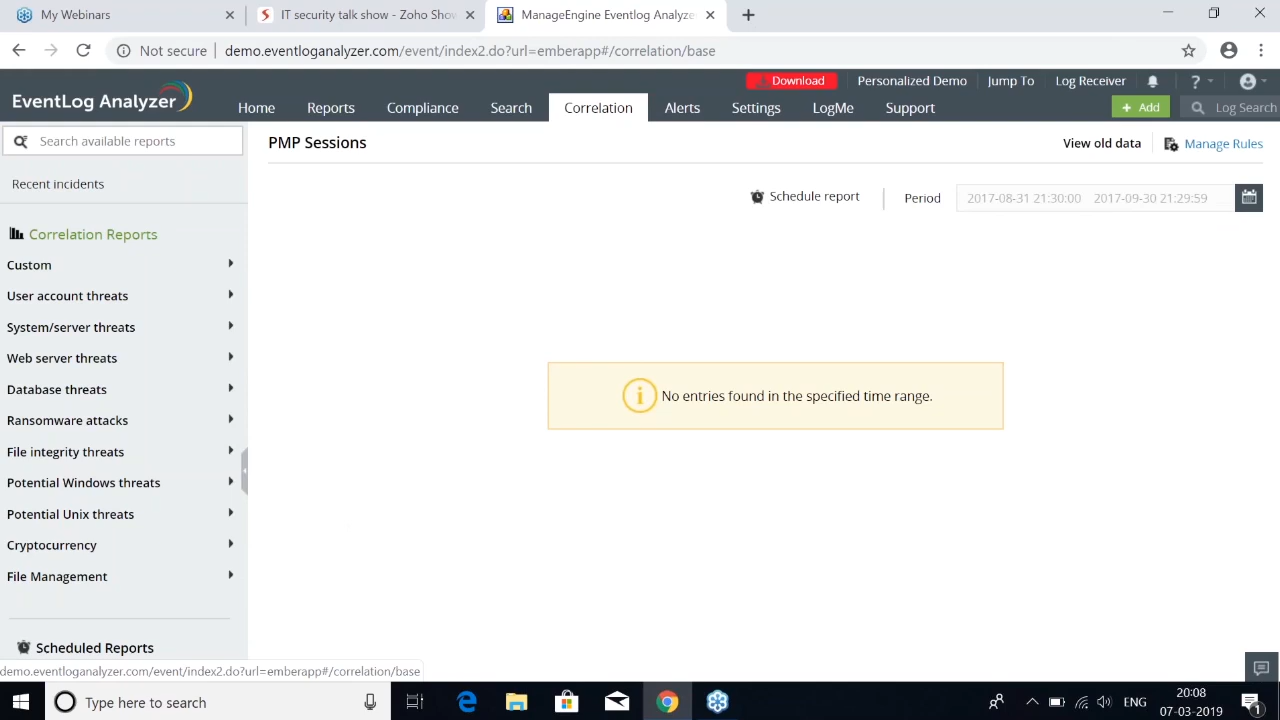 My Webinars
IT security talk show - Zoho Show
ManageEngine Eventlog Analyzer
Not secure | demo.eventloganalyzer.com/event/index2.do?url=emberapp#/correlation/base
Download
Personalized Demo
Jump To
Log Receiver
?
EventLog Analyzer
Home
Reports
Compliance
Search
Correlation
Alerts
Settings
LogMe
Support
+ Add
Log Search
Search available reports
PMP Sessions
View old data
Manage Rules
Recent incidents
Schedule report
Period
2017-08-31 21:30:00 2017-09-30 21:29:59
Correlation Reports
Custom
User account threats
System/server threats
Web server threats
Database threats
Ransomware attacks
File integrity threats
Potential Windows threats
Potential Unix threats
Cryptocurrency
File Management
No entries found in the specified time range.
Scheduled Reports
demo.eventloganalyzer.com/event/index2.do?url=emberapp#/correlation/base
Type here to search
ENG
20:08
07-03-2019
1